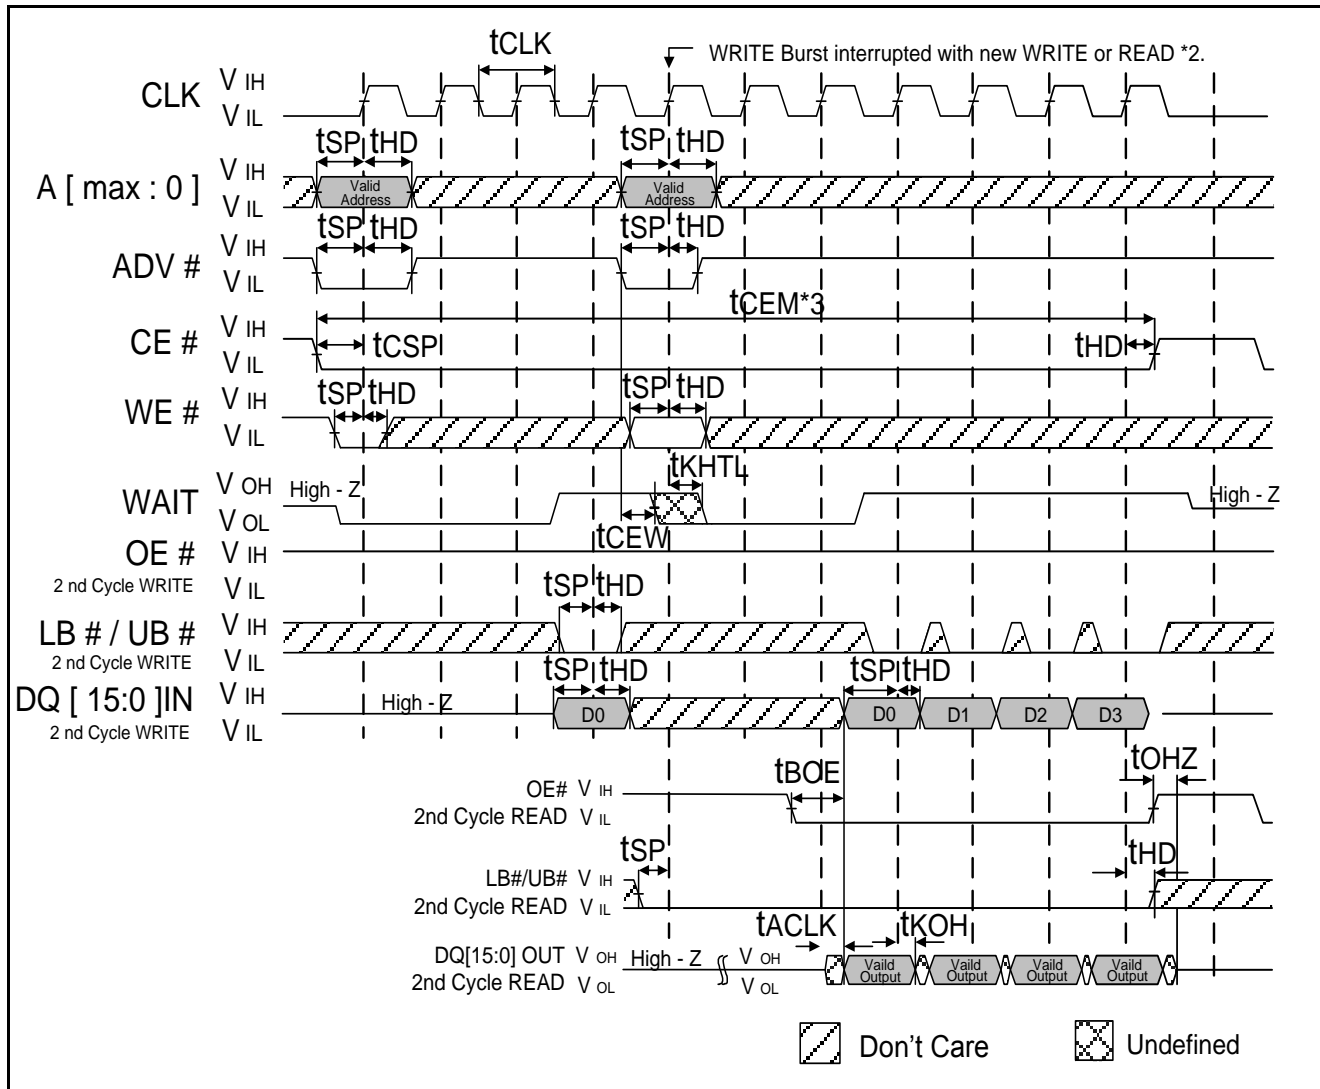 tCLK
WRITE Burst interrupted with new WRITE or READ *2.
CLK
V IH
V IL
tSP tHD tSP tHD
A [ max : 0 ]
V IH
V IL
Valid Address
Valid Address
tSP tHD tSP tHD
ADV #
V IH
V IL
tCEM*3
CE #
V IH
V IL
tCSP
tHD
tSP tHD tSP tHD
WE #
V IH
V IL
tKHTL
WAIT
V OH
V OL
High - Z
High - Z
tCEW
OE #
2 nd Cycle WRITE
V IH
V IL
tSP tHD
LB # / UB #
2 nd Cycle WRITE
V IH
V IL
tSP tHD tSP tHD
DQ [ 15:0 ]IN
2 nd Cycle WRITE
V IH
V IL
High - Z
D0 D0 D1 D2 D3
tBOE tOHZ
OE# V IH
2nd Cycle READ V IL
tSP tHD
LB#/UB# V IH
2nd Cycle READ V IL
tACLK tKOH
DQ[15:0] OUT V OH High - Z V OH
2nd Cycle READ V OL V OL
Vaild Output
Vaild Output
Vaild Output
Vaild Output
Don't Care
Undefined